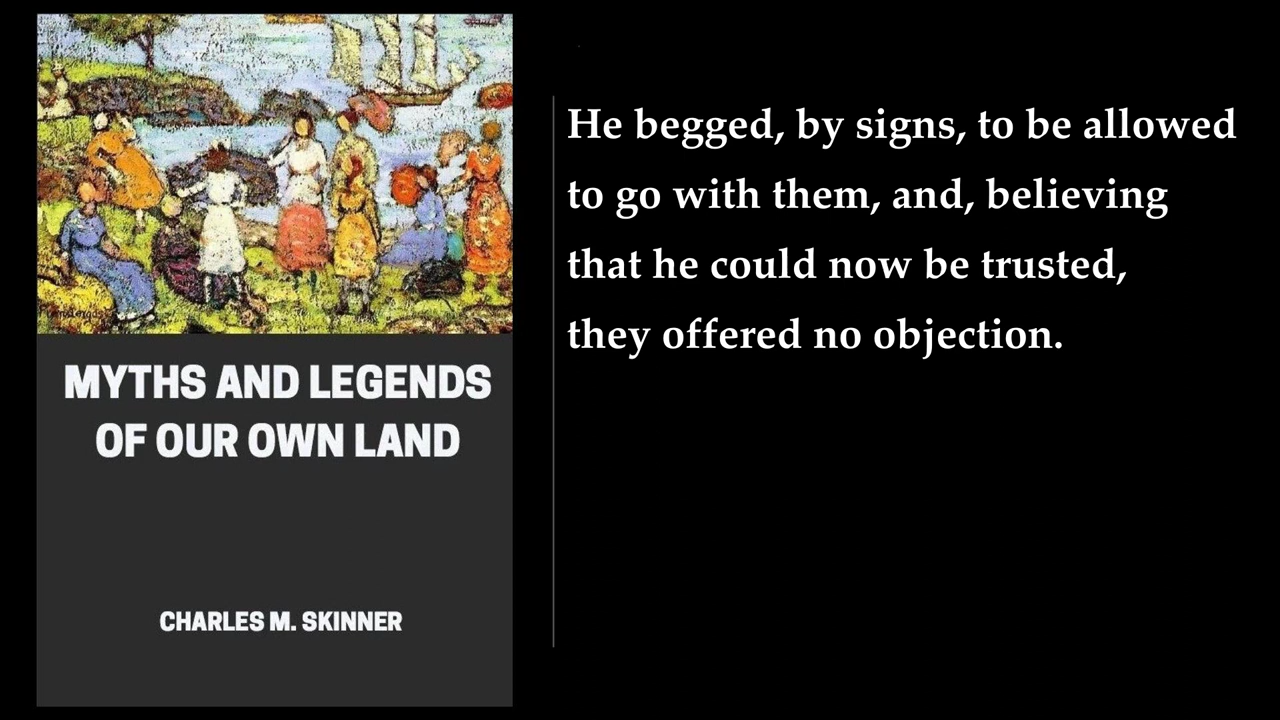 MYTHS AND LEGENDS
OF OUR OWN LAND
CHARLES M. SKINNER
He begged, by signs, to be allowed
to go with them, and, believing
that he could now be trusted,
they offered no objection.